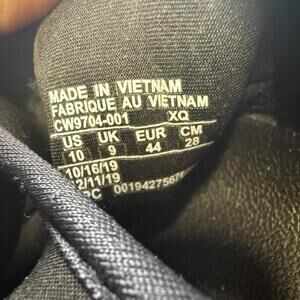 MADE IN VIETNAM
FABRIQUE AU VIETNAM
CW9704-001 XQ
US UK EUR CM
10 9 44 28
10/16/19
12/11/19